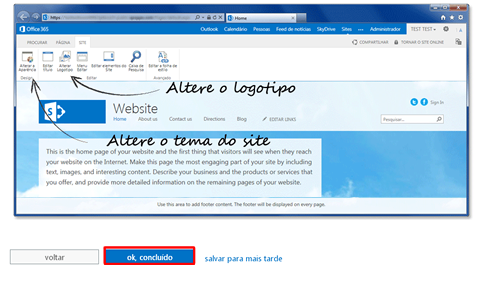 https
Home
Office 365
Outlook Calendário Pessoas Feed de notícias SkyDrive Sites ... Administrador TEST TEST
PROCURAR PÁGINA SITE
COMPARTILHAR TORNAR O SITE ONLINE
Alterar a Aparência
Editar Título
Alterar Logotipo
Menu Editar
Editar elementos do Site
Caixa de Pesquisa
Editar a folha de estilo
Design Editar Avançado
Altere o logotipo
Website
Sign In
Home About us Contact us Directions Blog EDITAR LINKS
Pesquisar...
Altere o tema do site
This is the home page of your website and the first thing that visitors will see when they reach
your website on the Internet. Make this page the most engaging part of your site by including
text, images, and interesting content. Describe your business and the products or services that
you offer, and provide more detailed information on the remaining pages of your website.
Use this area to add footer content. The footer will be displayed on every page.
voltar
ok, concluído
salvar para mais tarde